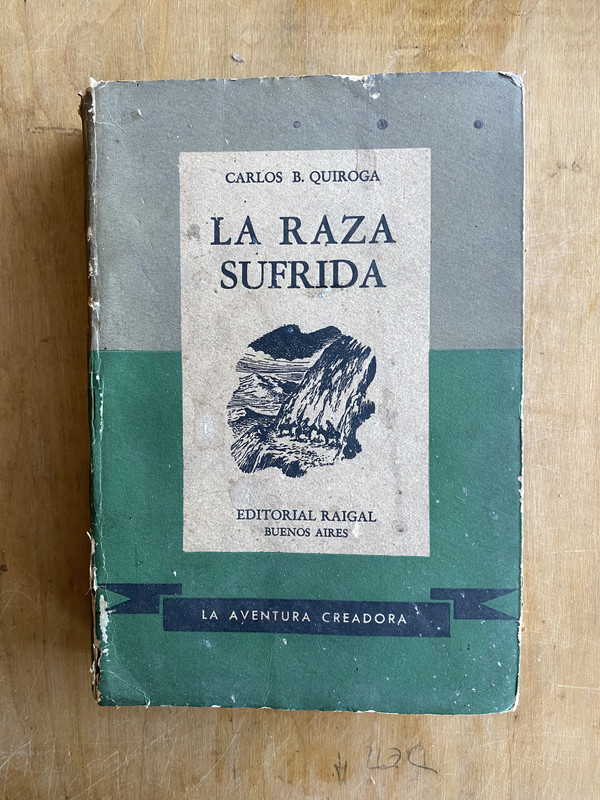 CARLOS B. QUIROGA
LA RAZA
SUFRIDA
EDITORIAL RAIGAL
BUENOS AIRES
LA AVENTURA CREADORA